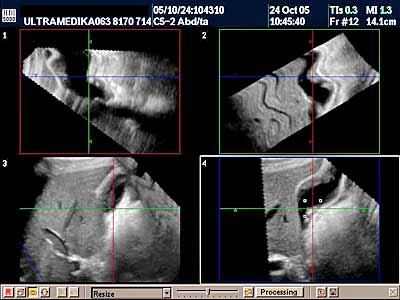 05/10/24:104310
24 Oct 05
TIs 0.3
MI 1.3
ULTRAMEDIKA063 8170 714
C5-2 Abd/ta
10:45:40
Fr #12
14.1cm
1
2
3
4
R
Resize
Processing